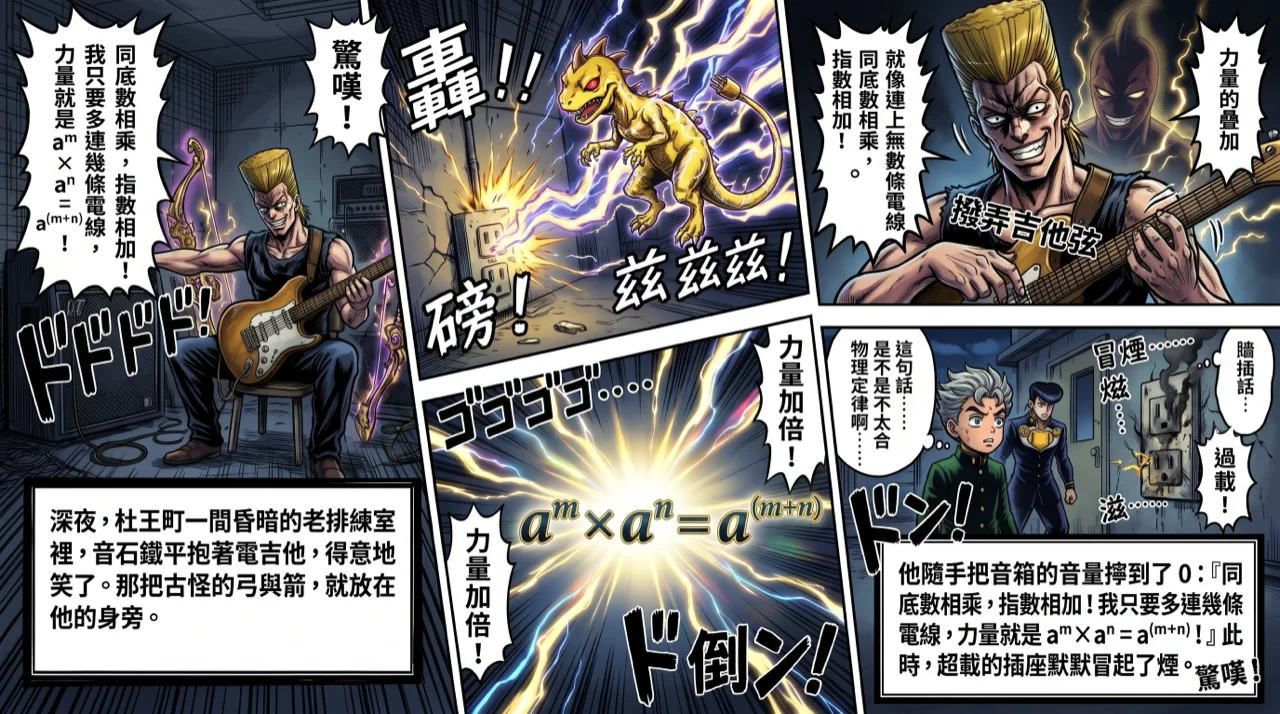 驚嘆！
同底數相乘，指數相加！
我只要多連幾條電線，
力量就是 aᵐ × aⁿ = a⁽ᵐ⁺ⁿ⁾！
ドドドド！
深夜，杜王町一間昏暗的老排練室
裡，音石鐵平抱著電吉他，得意地
笑了。那把古怪的弓與箭，就放在
他的身旁。
轟！！
磅！
茲茲茲！
力量的疊加
就像連上無數條電線
同底數相乘，。
指數相加！
撥弄吉他弦
ゴゴゴゴ····
力量加倍！
aᵐ×aⁿ=a⁽ᵐ⁺ⁿ⁾
力量加倍！
ド倒ン！
牆插話…
過載！
冒煙……
滋……
這句話……
是不是不太合
物理定律啊……
ドン！
他隨手把音箱的音量擰到了 0：『同
底數相乘，指數相加！我只要多連幾條
電線，力量就是 aᵐ×aⁿ = a⁽ᵐ⁺ⁿ⁾！』此
時，超載的插座默默冒起了煙。
驚嘆！